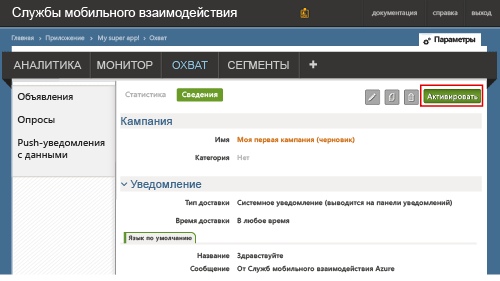 Службы мобильного взаимодействия
документация справка выход
Главная › Приложение › My super app! › Охват
Параметры
АНАЛИТИКА МОНИТОР ОХВАТ СЕГМЕНТЫ +
Объявления
Опросы
Push-уведомления
с данными
Статистика Сведения Активировать
Кампания
Имя Моя первая кампания (черновик)
Категория Нет
Уведомление
Тип доставки Системное уведомление (выводится на панели уведомлений)
Время доставки В любое время
Язык по умолчанию
Название Здравствуйте
Сообщение От Служб мобильного взаимодействия Azure